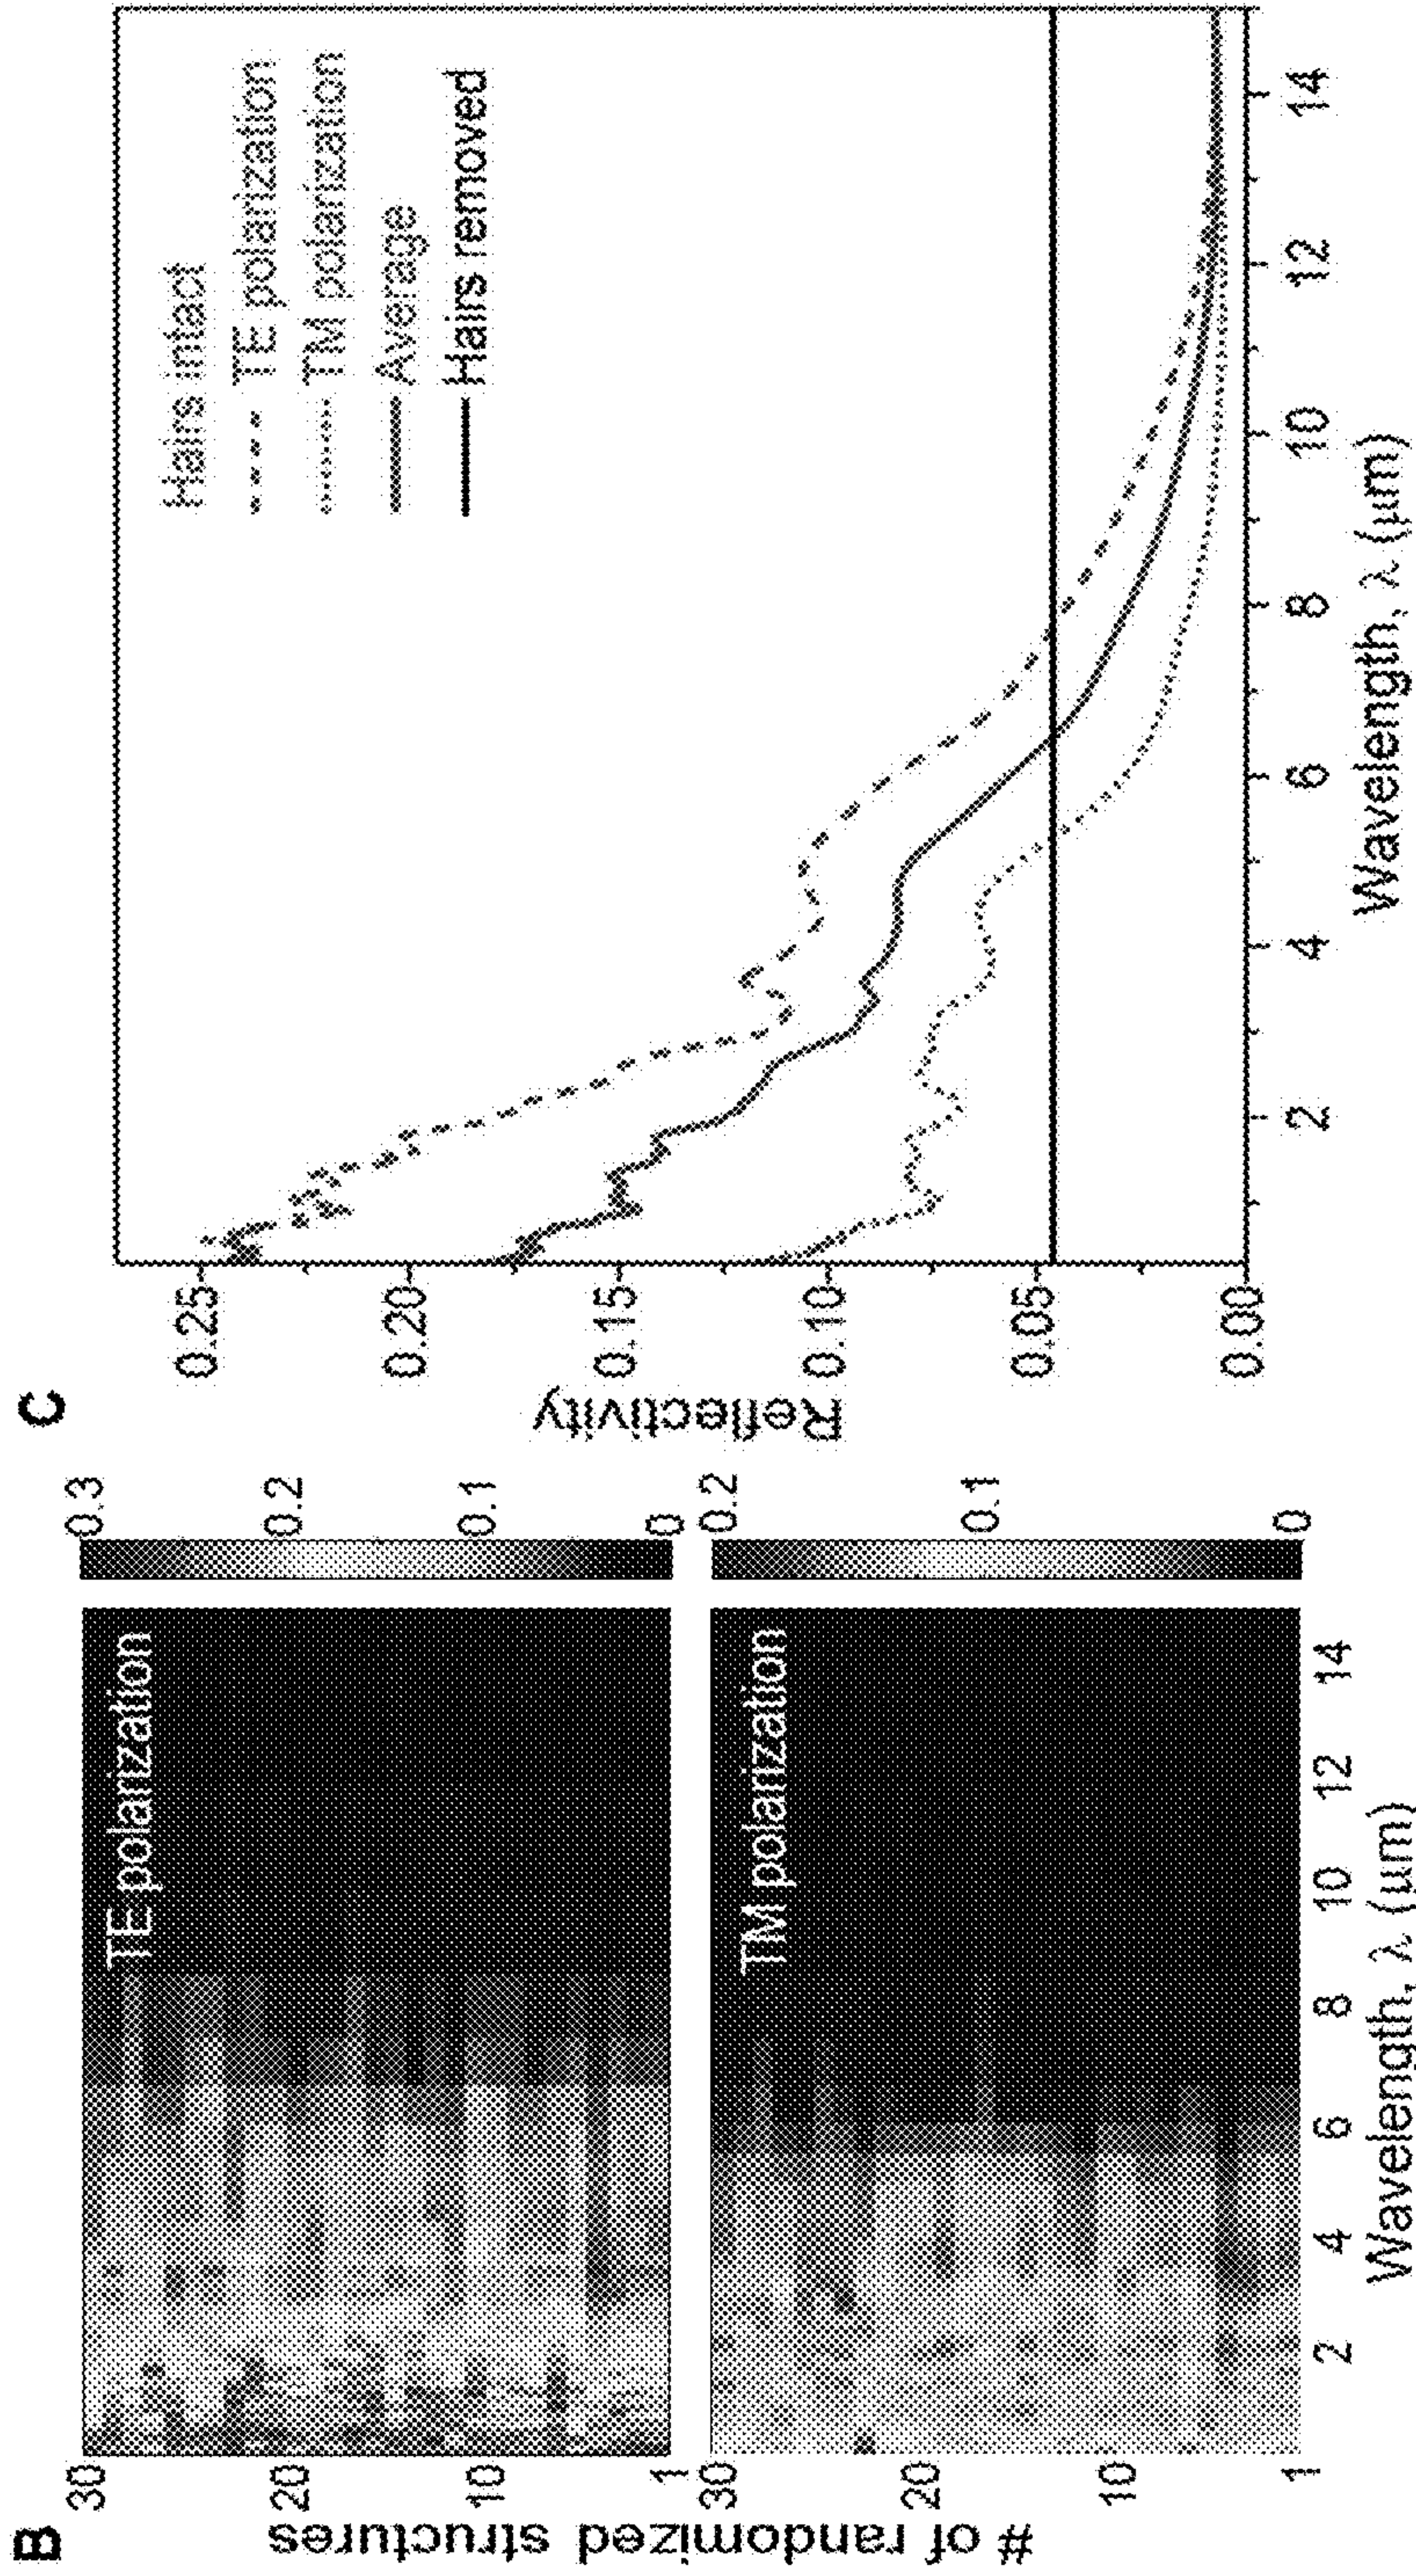 B
# of randomized structures
30
20
10
1
TE polarization
0.3
0.2
0.1
0
30
20
10
1
TM polarization
0.2
0.1
0
2 4 6 8 10 12 14
Wavelength, λ (μm)
C
Reflectivity
0.25
0.20
0.15
0.10
0.05
0.00
Hairs intact
TE polarization
TM polarization
Average
Hairs removed
2 4 6 8 10 12 14
Wavelength, λ (μm)